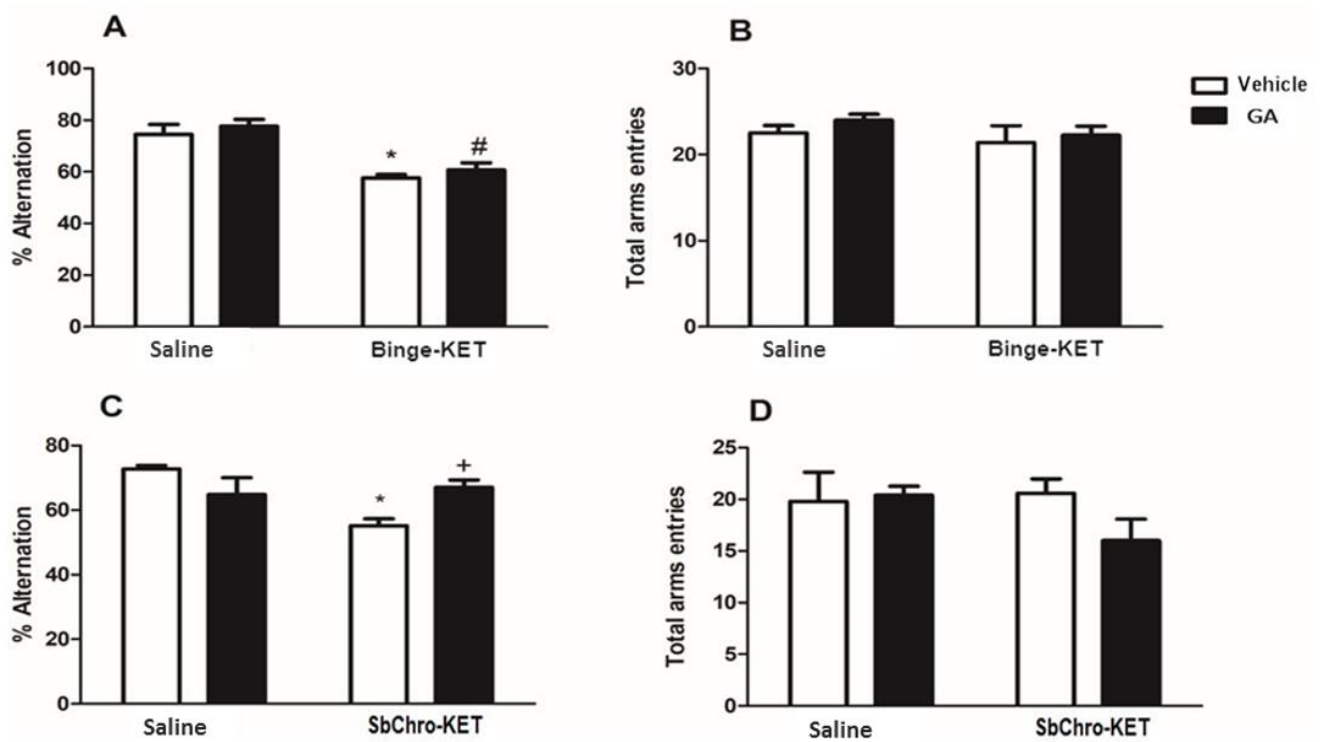 A
100
80
60
40
20
0
% Alternation
*
#
Saline
Binge-KET
B
30
20
10
0
Total arms entries
Saline
Binge-KET
Vehicle
GA
C
80
60
40
20
0
% Alternation
*
+
Saline
SbChro-KET
D
25
20
15
10
5
0
Total arms entries
Saline
SbChro-KET